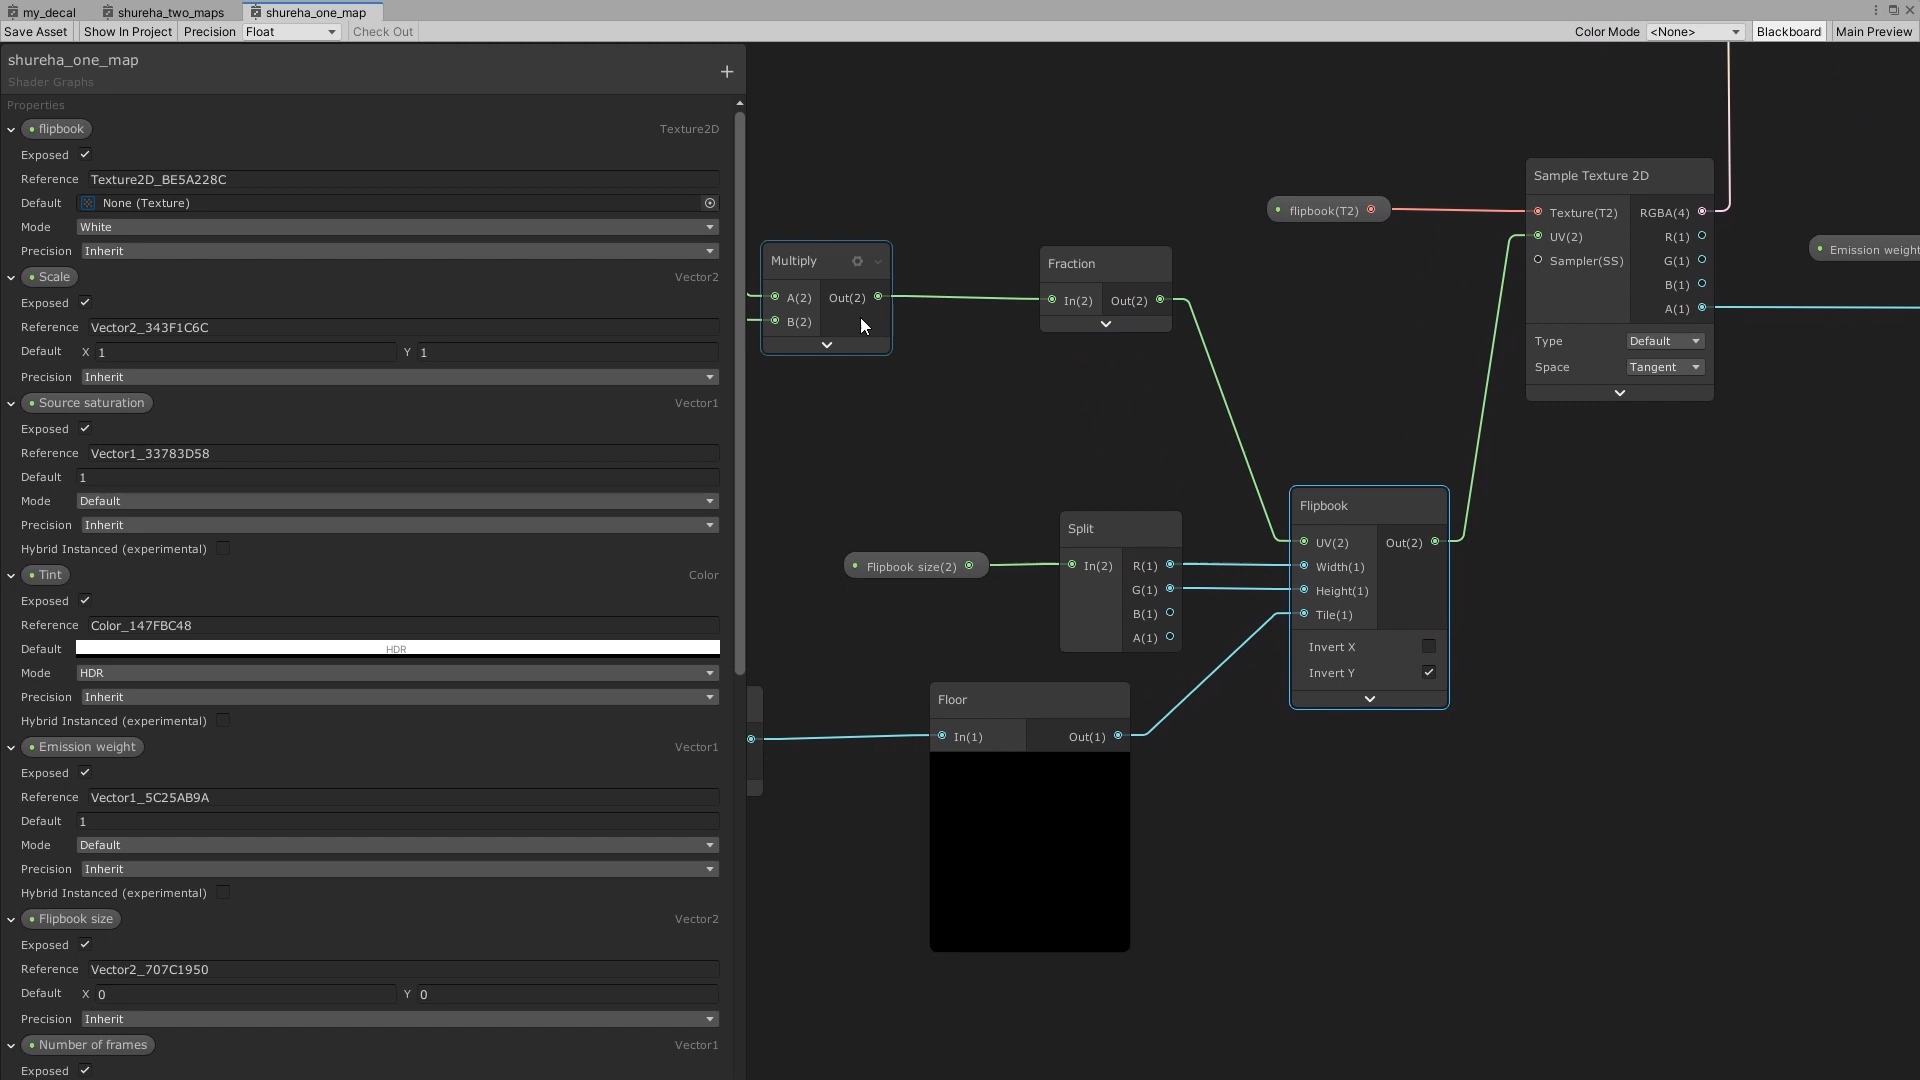 my_decal
shureha_two_maps
shureha_one_map
Save Asset
Show In Project
Precision
Float
Check Out
Color Mode
<None>
Blackboard
Main Preview
shureha_one_map
Shader Graphs
+
Properties
flipbook
Texture2D
Exposed
Reference Texture2D_BE5A228C
Default None (Texture)
Mode White
Precision Inherit
Scale
Vector2
Exposed
Reference Vector2_343F1C6C
Default X 1 Y 1
Precision Inherit
Source saturation
Vector1
Exposed
Reference Vector1_33783D58
Default 1
Mode Default
Precision Inherit
Hybrid Instanced (experimental)
Tint
Color
Exposed
Reference Color_147FBC48
Default HDR
Mode HDR
Precision Inherit
Hybrid Instanced (experimental)
Emission weight
Vector1
Exposed
Reference Vector1_5C25AB9A
Default 1
Mode Default
Precision Inherit
Hybrid Instanced (experimental)
Flipbook size
Vector2
Exposed
Reference Vector2_707C1950
Default X 0 Y 0
Precision Inherit
Number of frames
Vector1
Exposed
Multiply
A(2) Out(2)
B(2)
Fraction
In(2) Out(2)
flipbook(T2)
Sample Texture 2D
Texture(T2) RGBA(4)
UV(2) R(1)
Sampler(SS) G(1)
B(1)
A(1)
Type Default
Space Tangent
Emission weight
Flipbook size(2)
Split
In(2) R(1)
G(1)
B(1)
A(1)
Flipbook
UV(2) Out(2)
Width(1)
Height(1)
Tile(1)
Invert X
Invert Y
Floor
In(1) Out(1)